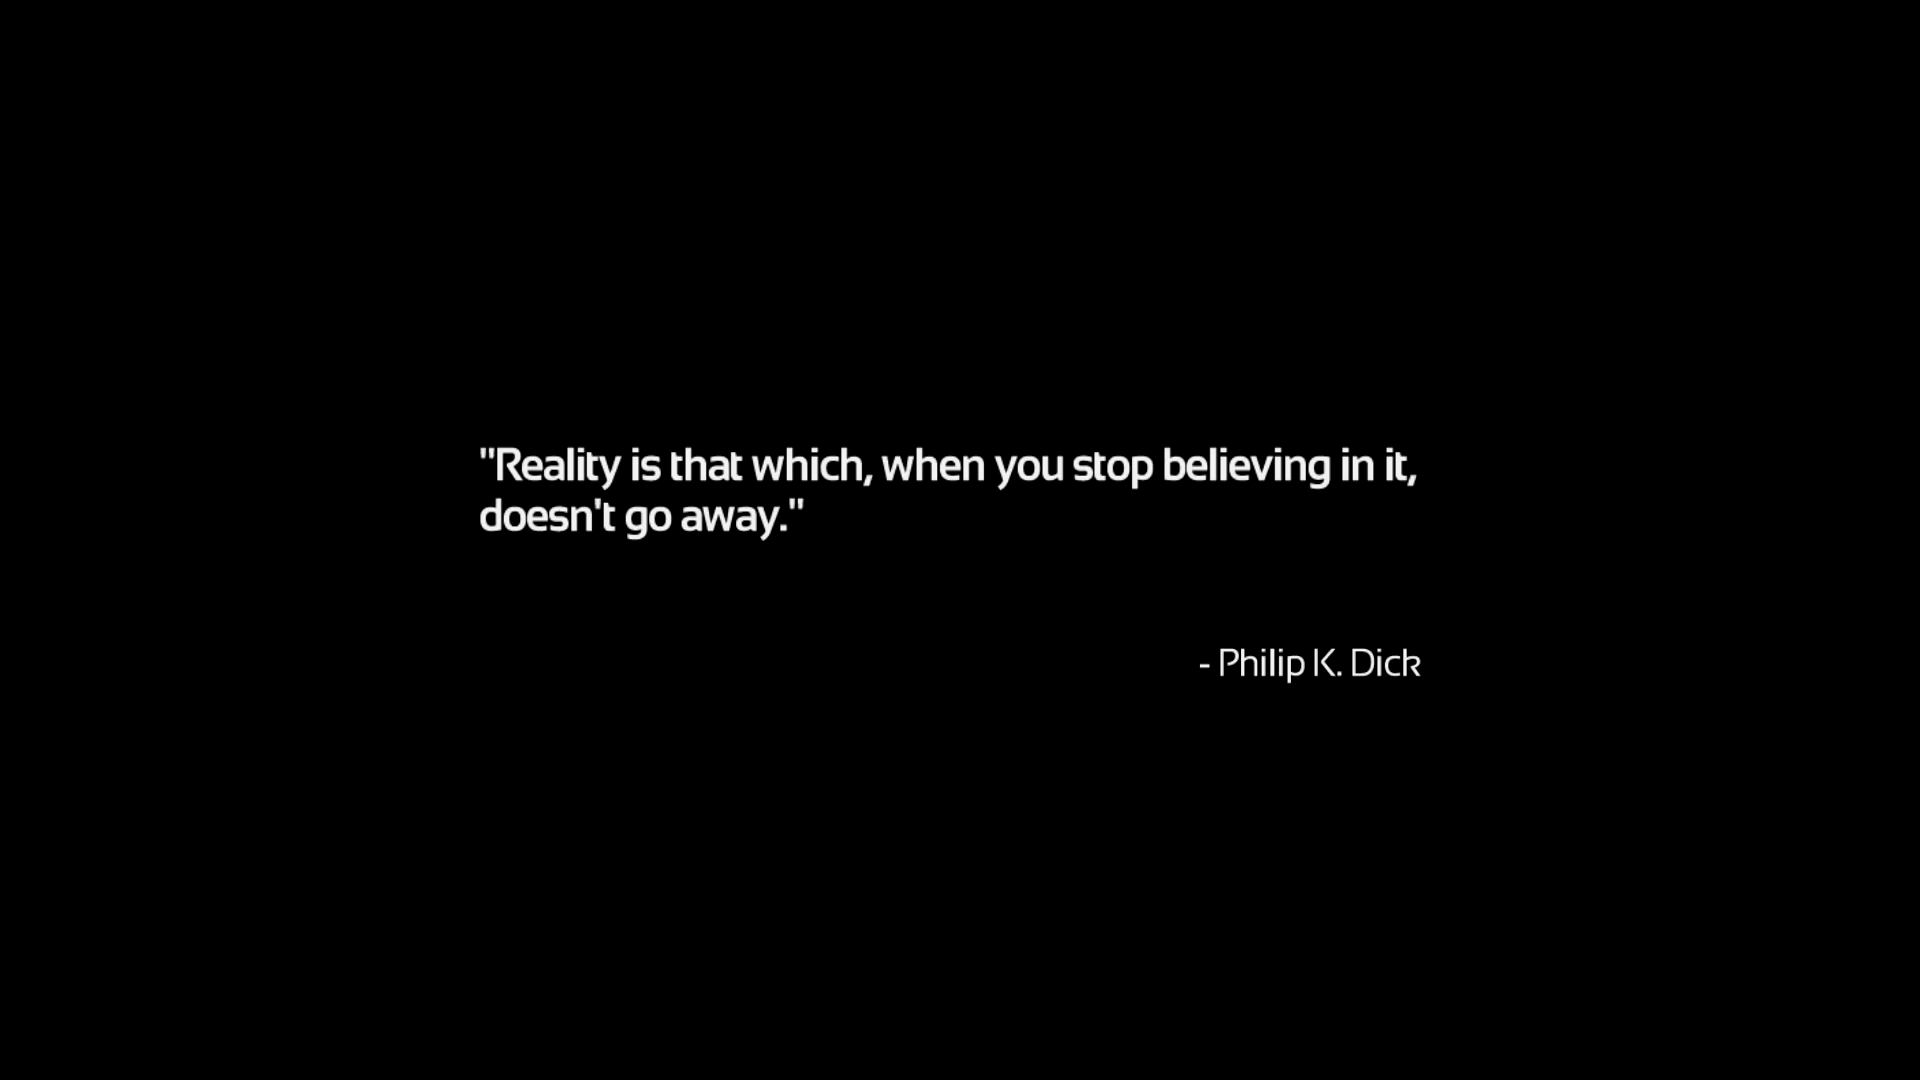 "Reality is that which, when you stop believing in it,
doesn't go away."
- Philip K. Dick